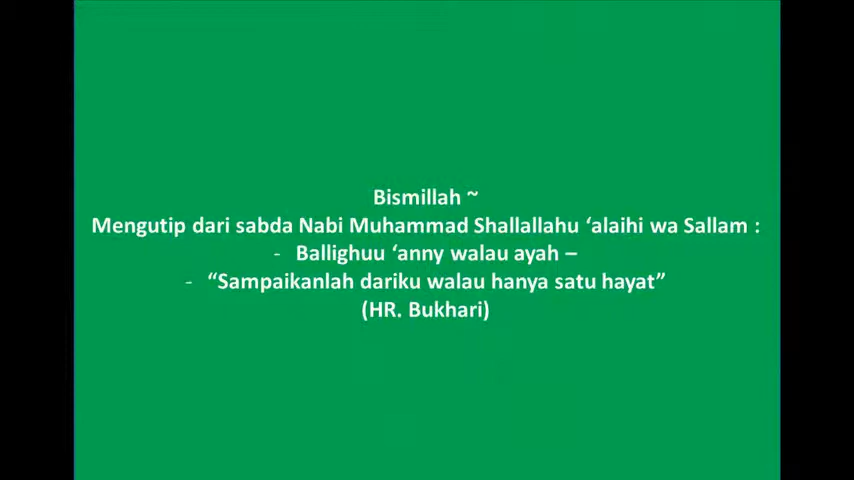 Bismillah ~
Mengutip dari sabda Nabi Muhammad Shallallahu ‘alaihi wa Sallam :
- Ballighuu ‘anny walau ayah –
- “Sampaikanlah dariku walau hanya satu hayat”
(HR. Bukhari)